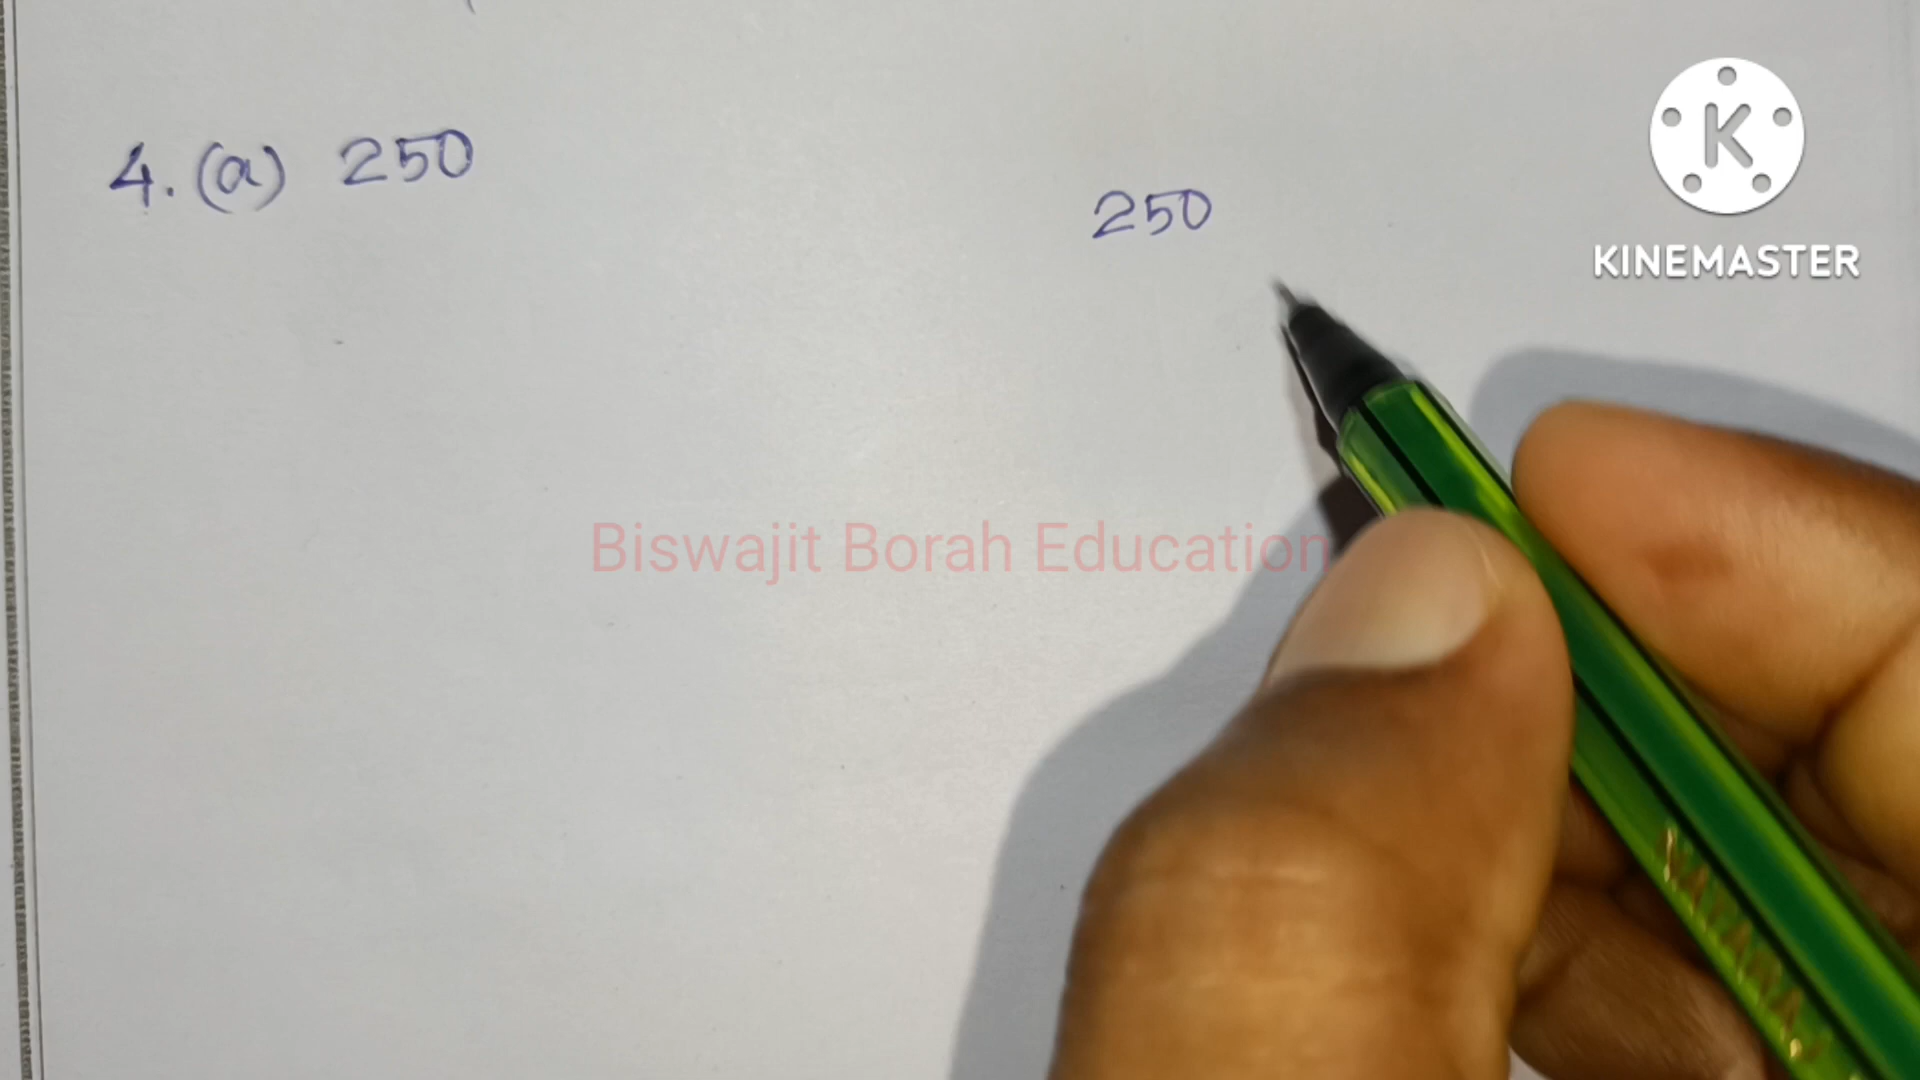 4. (a) 250
250
K
KINEMASTER
Biswajit Borah Education